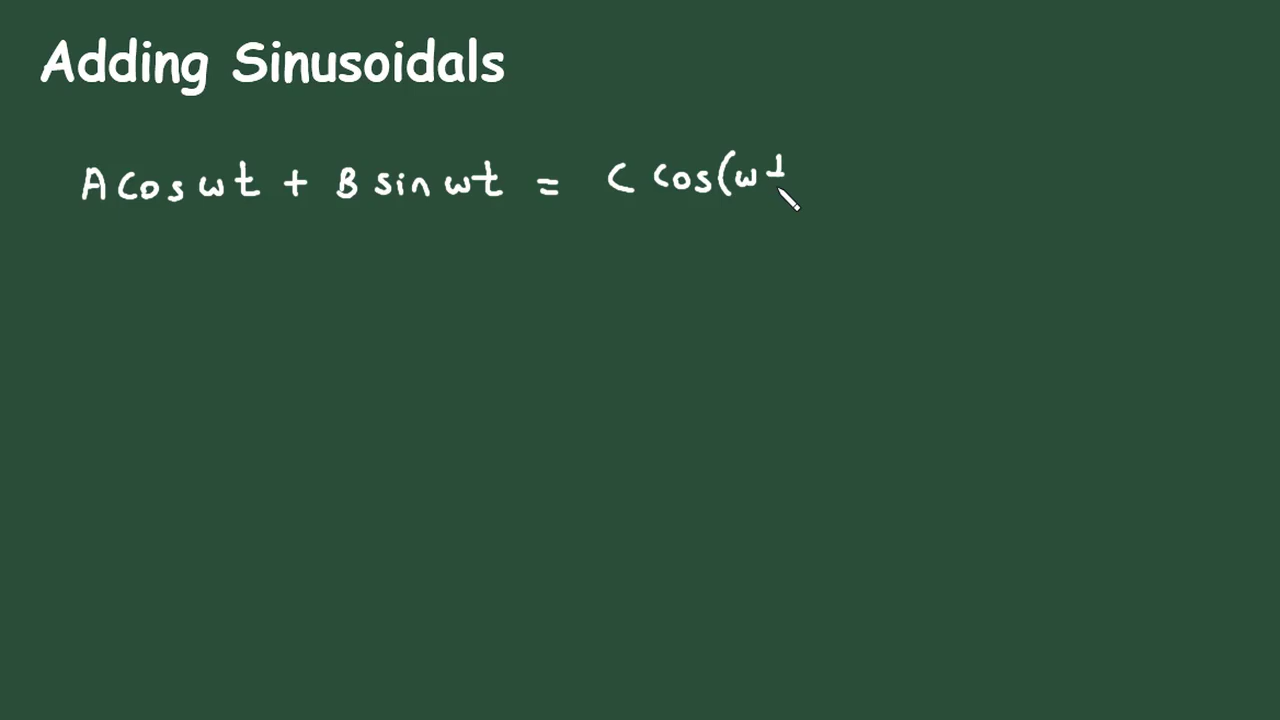 Adding Sinusoidals
A cos ωt + B sin ωt = C cos(ωt